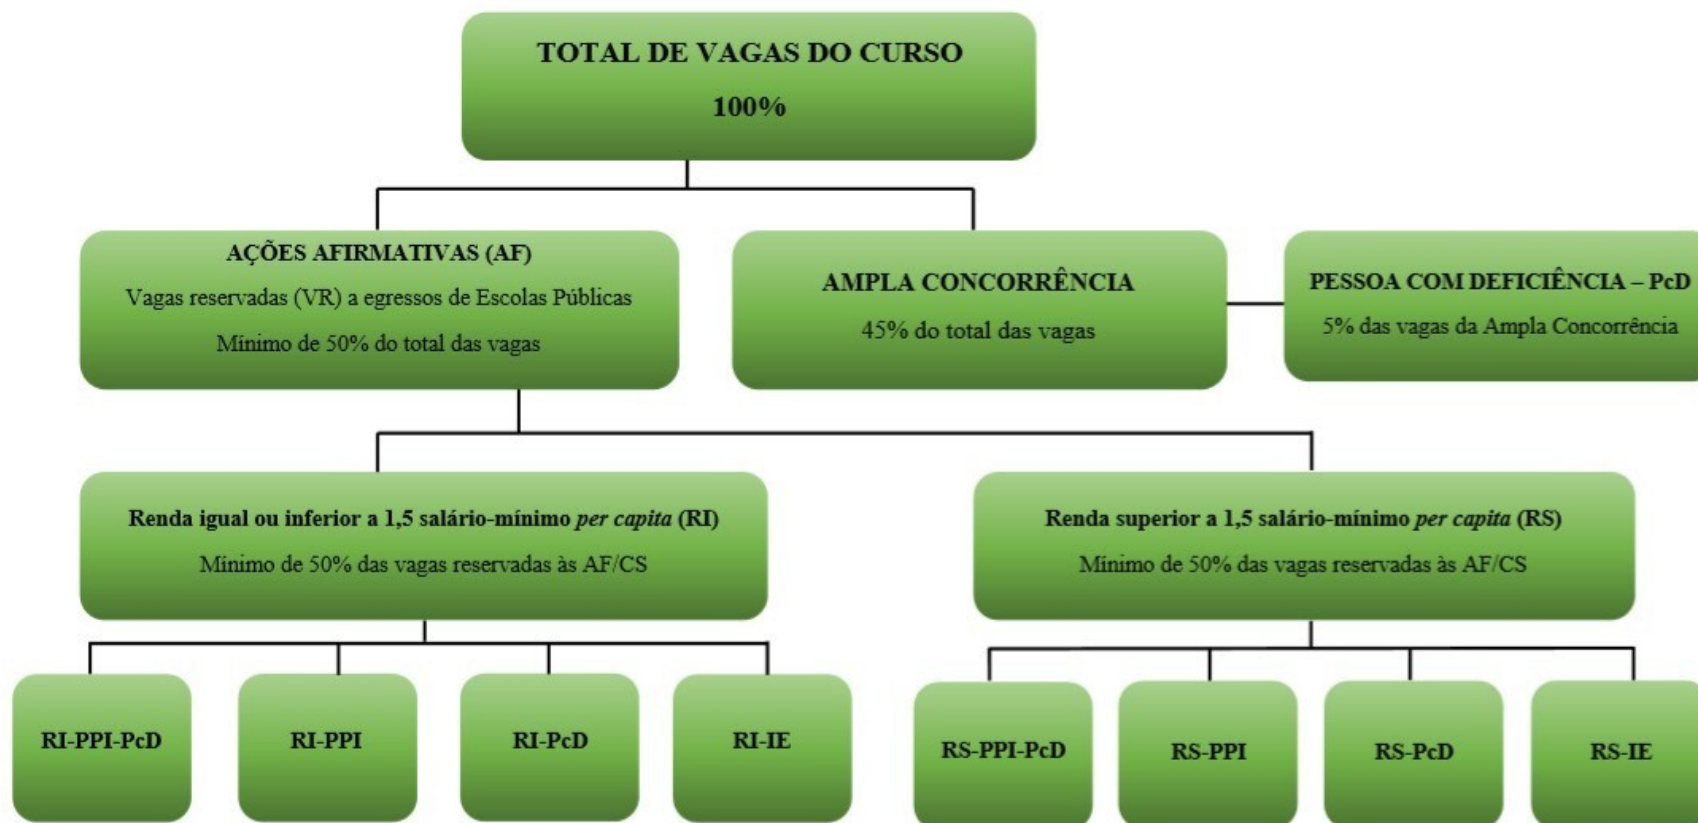 TOTAL DE VAGAS DO CURSO
100%
AÇÕES AFIRMATIVAS (AF)
Vagas reservadas (VR) a egressos de Escolas Públicas
Mínimo de 50% do total das vagas
AMPLA CONCORRÊNCIA
45% do total das vagas
PESSOA COM DEFICIÊNCIA – PcD
5% das vagas da Ampla Concorrência
Renda igual ou inferior a 1,5 salário-mínimo per capita (RI)
Mínimo de 50% das vagas reservadas às AF/CS
Renda superior a 1,5 salário-mínimo per capita (RS)
Mínimo de 50% das vagas reservadas às AF/CS
RI-PPI-PcD
RI-PPI
RI-PcD
RI-IE
RS-PPI-PcD
RS-PPI
RS-PcD
RS-IE